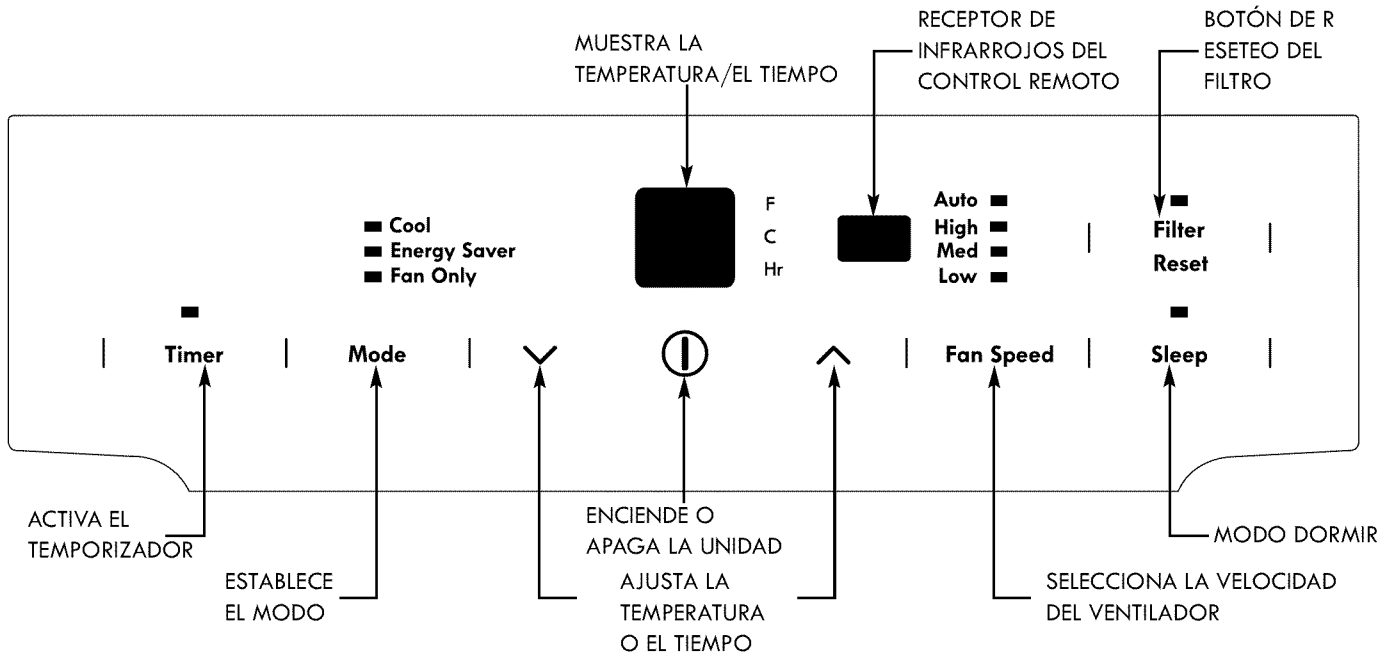 MUESTRA LA
TEMPERATURA/EL TIEMPO
RECEPTOR DE
INFRARROJOS DEL
CONTROL REMOTO
BOTÓN DE R
ESETEO DEL
FILTRO
Cool
Energy Saver
Fan Only
F
C
Hr
Auto
High
Med
Low
Filter
Reset
Timer
Mode
Fan Speed
Sleep
ACTIVA EL
TEMPORIZADOR
ESTABLECE
EL MODO
ENCIENDE O
APAGA LA UNIDAD
AJUSTA LA
TEMPERATURA
O EL TIEMPO
SELECCIONA LA VELOCIDAD
DEL VENTILADOR
MODO DORMIR